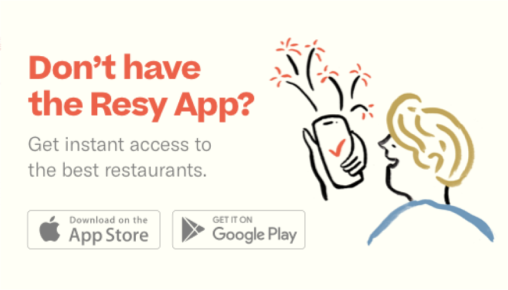 Don’t have
the Resy App?
Get instant access to
the best restaurants.
Download on the
App Store
GET IT ON
Google Play